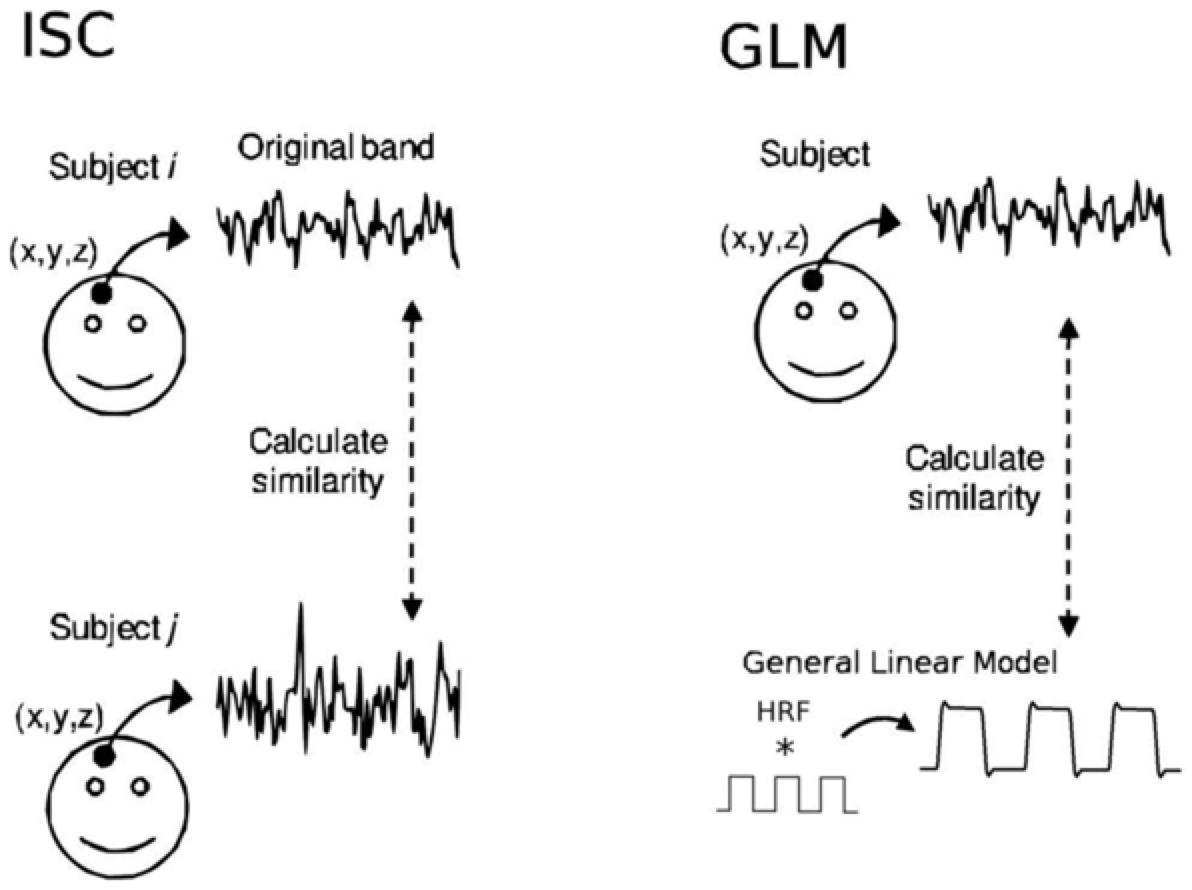 ISC
Subject i
Original band
(x,y,z)
Calculate
similarity
Subject j
(x,y,z)
GLM
Subject
(x,y,z)
Calculate
similarity
General Linear Model
HRF
*